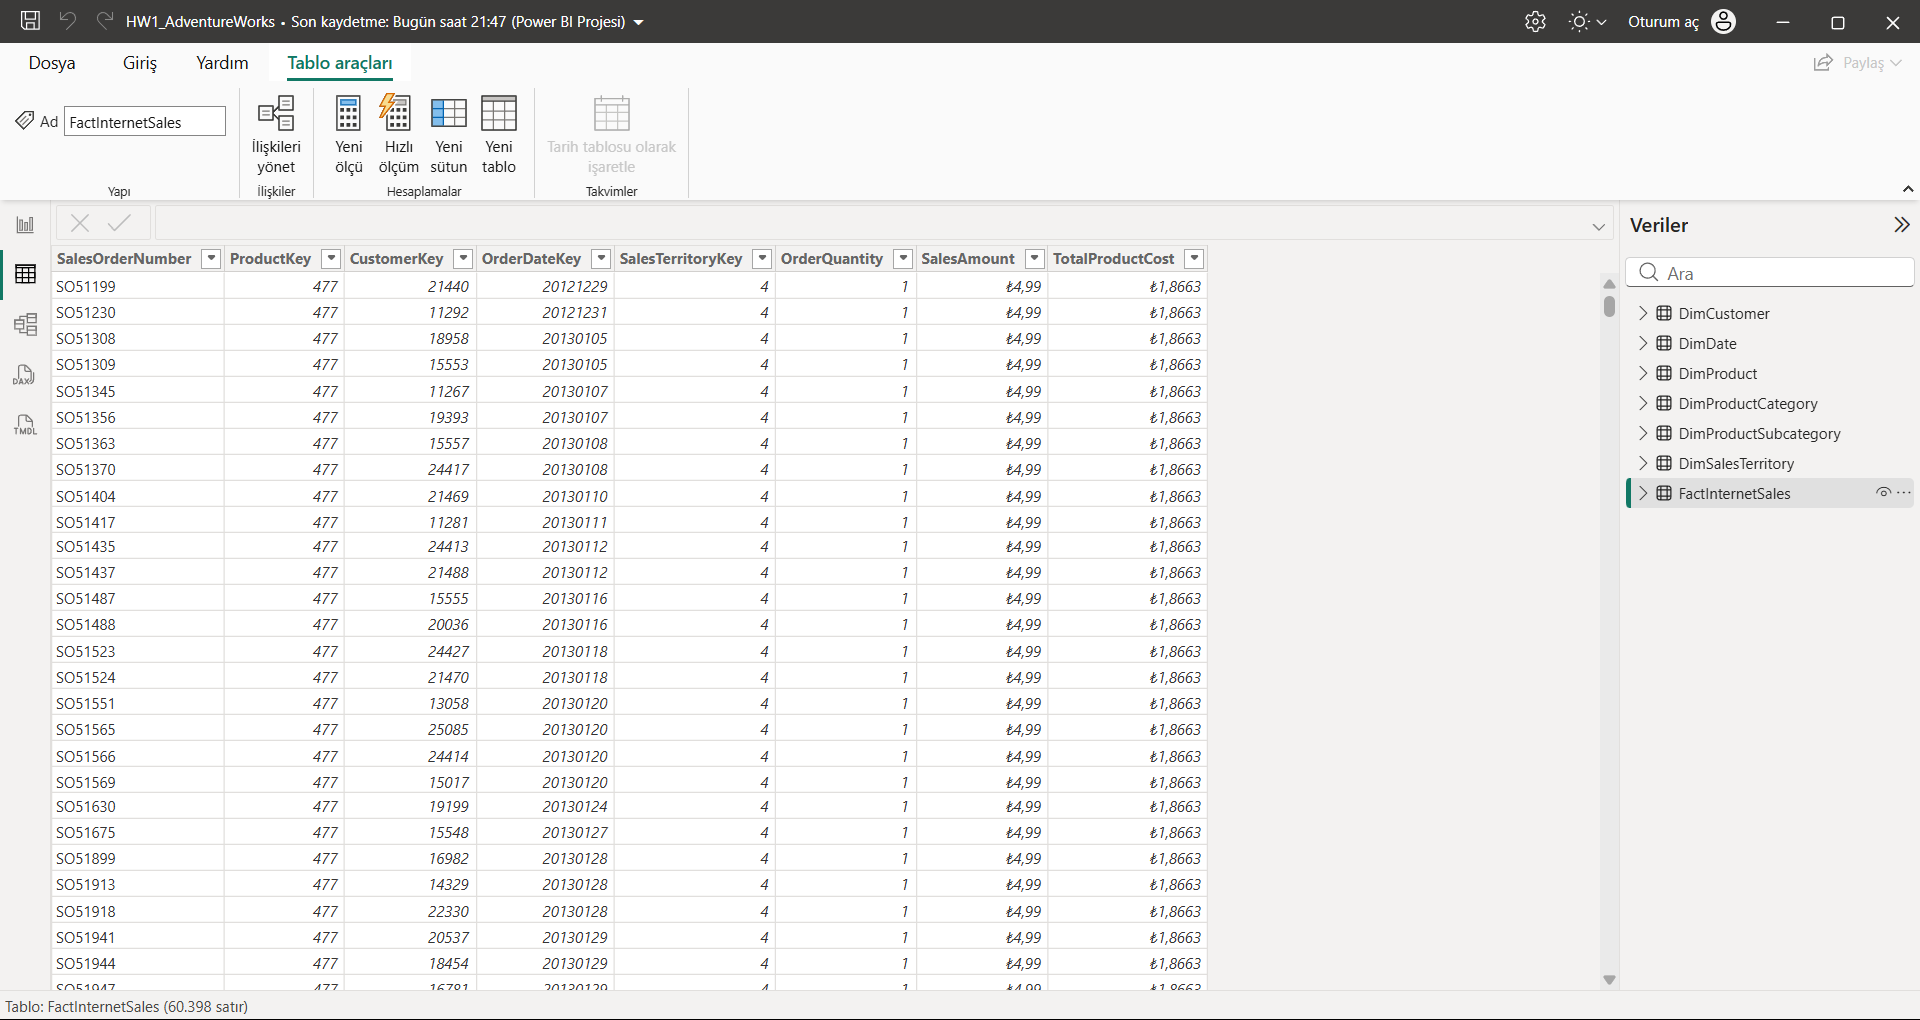 HW1_AdventureWorks • Son kaydetme: Bugün saat 21:47 (Power BI Projesi)
Oturum aç
Dosya Giriş Yardım Tablo araçları
Paylaş
Ad FactInternetSales
İlişkileri yönet
Yeni ölçü
Hızlı ölçüm
Yeni sütun
Yeni tablo
Tarih tablosu olarak işaretle
Yapı İlişkiler Hesaplamalar Takvimler
SalesOrderNumber ProductKey CustomerKey OrderDateKey SalesTerritoryKey OrderQuantity SalesAmount TotalProductCost
SO51199 477 21440 20121229 4 1 ₺4,99 ₺1,8663
SO51230 477 11292 20121231 4 1 ₺4,99 ₺1,8663
SO51308 477 18958 20130105 4 1 ₺4,99 ₺1,8663
SO51309 477 15553 20130105 4 1 ₺4,99 ₺1,8663
SO51345 477 11267 20130107 4 1 ₺4,99 ₺1,8663
SO51356 477 19393 20130107 4 1 ₺4,99 ₺1,8663
SO51363 477 15557 20130108 4 1 ₺4,99 ₺1,8663
SO51370 477 24417 20130108 4 1 ₺4,99 ₺1,8663
SO51404 477 21469 20130110 4 1 ₺4,99 ₺1,8663
SO51417 477 11281 20130111 4 1 ₺4,99 ₺1,8663
SO51435 477 24413 20130112 4 1 ₺4,99 ₺1,8663
SO51437 477 21488 20130112 4 1 ₺4,99 ₺1,8663
SO51487 477 15555 20130116 4 1 ₺4,99 ₺1,8663
SO51488 477 20036 20130116 4 1 ₺4,99 ₺1,8663
SO51523 477 24427 20130118 4 1 ₺4,99 ₺1,8663
SO51524 477 21470 20130118 4 1 ₺4,99 ₺1,8663
SO51551 477 13058 20130120 4 1 ₺4,99 ₺1,8663
SO51565 477 25085 20130120 4 1 ₺4,99 ₺1,8663
SO51566 477 24414 20130120 4 1 ₺4,99 ₺1,8663
SO51569 477 15017 20130120 4 1 ₺4,99 ₺1,8663
SO51630 477 19199 20130124 4 1 ₺4,99 ₺1,8663
SO51675 477 15548 20130127 4 1 ₺4,99 ₺1,8663
SO51899 477 16982 20130128 4 1 ₺4,99 ₺1,8663
SO51913 477 14329 20130128 4 1 ₺4,99 ₺1,8663
SO51918 477 22330 20130128 4 1 ₺4,99 ₺1,8663
SO51941 477 20537 20130129 4 1 ₺4,99 ₺1,8663
SO51944 477 18454 20130129 4 1 ₺4,99 ₺1,8663
SO51947 477 16781 20130129 4 1 ₺4,99 ₺1,8663
DAX
TMDL
Veriler
Ara
DimCustomer
DimDate
DimProduct
DimProductCategory
DimProductSubcategory
DimSalesTerritory
FactInternetSales
Tablo: FactInternetSales (60.398 satır)